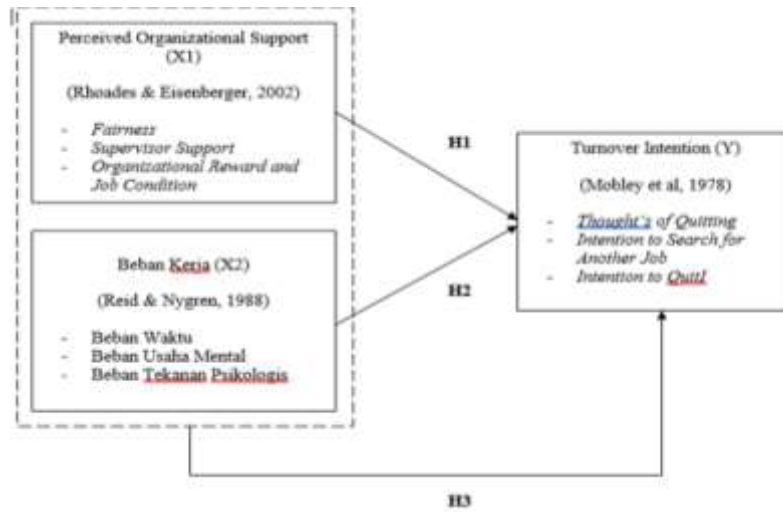 Perceived Organizational Support
(X1)
(Rhoades & Eisenberger, 2002)
- Fairness
- Supervisor Support
- Organizational Reward and
Job Condition
H1
Turnover Intention (Y)
(Mobley et al, 1978)
- Thought's of Quitting
- Intention to Search for
Another Job
- Intention to QuitI
Beban Kerja (X2)
(Reid & Nygren, 1988)
- Beban Waktu
- Beban Usaha Mental
- Beban Tekanan Psikologis
H2
H3